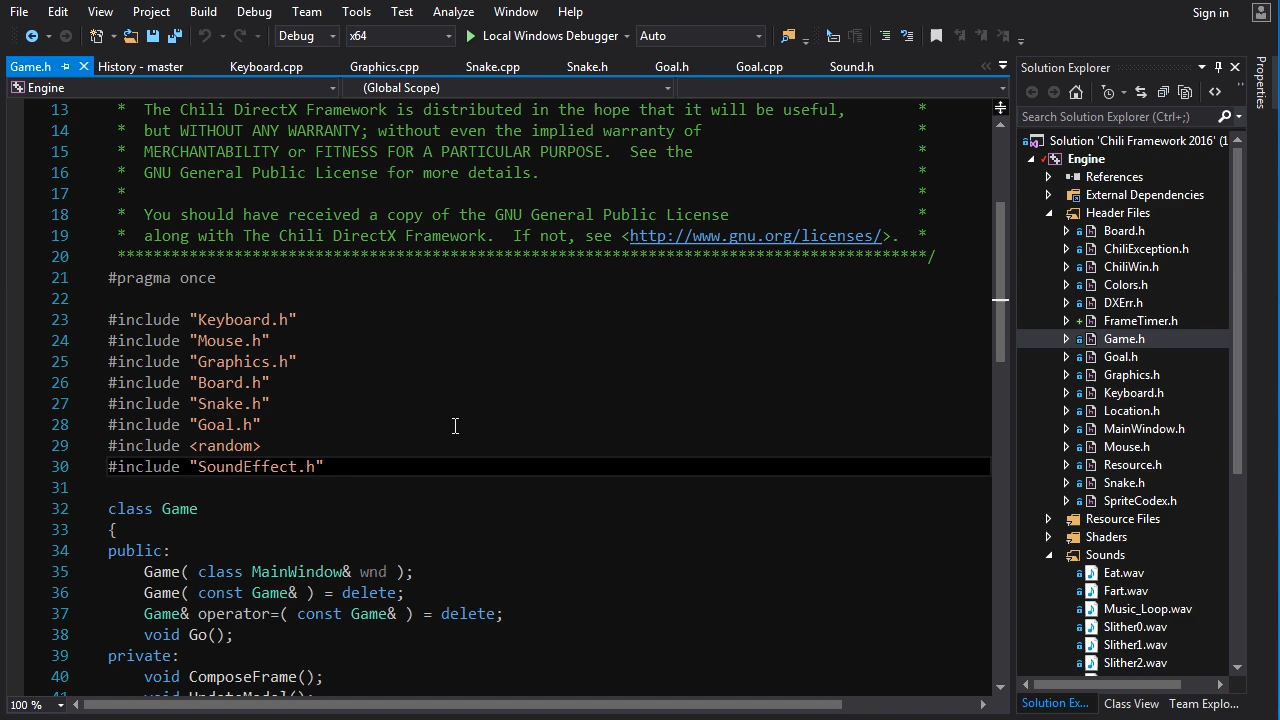 File Edit View Project Build Debug Team Tools Test Analyze Window Help Sign in
Debug x64 Local Windows Debugger Auto
Game.h History - master Keyboard.cpp Graphics.cpp Snake.cpp Snake.h Goal.h Goal.cpp Sound.h
Engine (Global Scope)
13 * The Chili DirectX Framework is distributed in the hope that it will be useful, *
14 * but WITHOUT ANY WARRANTY; without even the implied warranty of *
15 * MERCHANTABILITY or FITNESS FOR A PARTICULAR PURPOSE. See the *
16 * GNU General Public License for more details. *
17 * *
18 * You should have received a copy of the GNU General Public License *
19 * along with The Chili DirectX Framework. If not, see <http://www.gnu.org/licenses/>. *
20 ******************************************************************************************/
21 #pragma once
22
23 #include "Keyboard.h"
24 #include "Mouse.h"
25 #include "Graphics.h"
26 #include "Board.h"
27 #include "Snake.h"
28 #include "Goal.h"
29 #include <random>
30 #include "SoundEffect.h"
31
32 class Game
33 {
34 public:
35 Game( class MainWindow& wnd );
36 Game( const Game& ) = delete;
37 Game& operator=( const Game& ) = delete;
38 void Go();
39 private:
40 void ComposeFrame();
41 void UpdateModel();
100 %
Solution Explorer
Search Solution Explorer (Ctrl+;)
Solution 'Chili Framework 2016' (1
Engine
References
External Dependencies
Header Files
Board.h
ChiliException.h
ChiliWin.h
Colors.h
DXErr.h
FrameTimer.h
Game.h
Goal.h
Graphics.h
Keyboard.h
Location.h
MainWindow.h
Mouse.h
Resource.h
Snake.h
SpriteCodex.h
Resource Files
Shaders
Sounds
Eat.wav
Fart.wav
Music_Loop.wav
Slither0.wav
Slither1.wav
Slither2.wav
Solution Ex... Class View Team Explo...
Properties